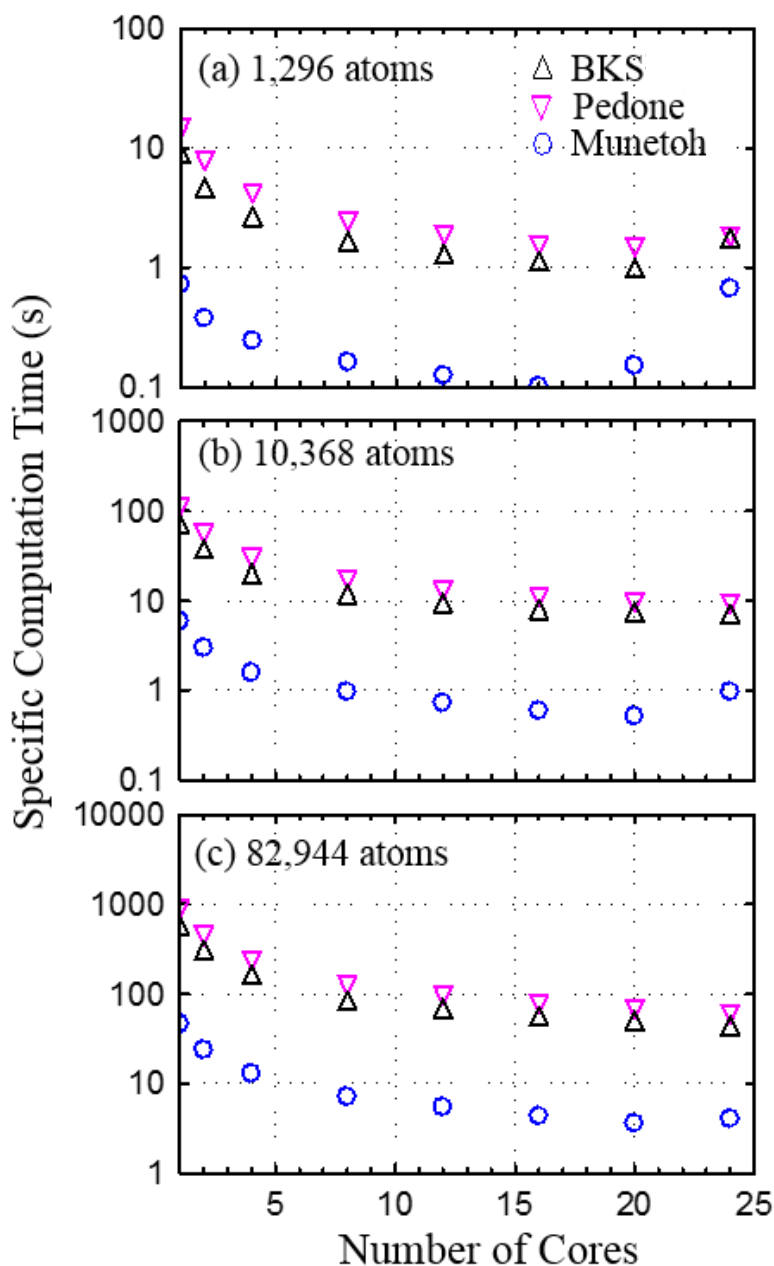 100
(a) 1,296 atoms
BKS
Pedone
Munetoh
10
1
0.1
1000
(b) 10,368 atoms
100
10
1
0.1
10000
(c) 82,944 atoms
1000
100
10
1
5 10 15 20 25
Number of Cores
Specific Computation Time (s)